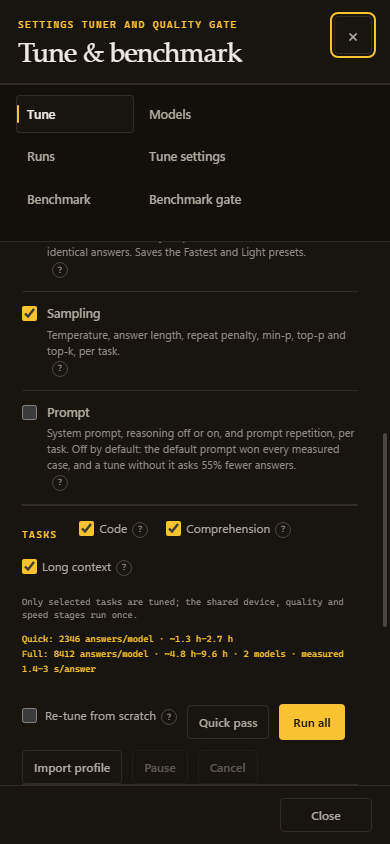 SETTINGS TUNER AND QUALITY GATE
Tune & benchmark
×
Tune
Models
Runs
Tune settings
Benchmark
Benchmark gate
identical answers. Saves the Fastest and Light presets.
?
Sampling
Temperature, answer length, repeat penalty, min-p, top-p and
top-k, per task.
?
Prompt
System prompt, reasoning off or on, and prompt repetition, per
task. Off by default: the default prompt won every measured
case, and a tune without it asks 55% fewer answers.
?
TASKS Code ? Comprehension ?
Long context ?
Only selected tasks are tuned; the shared device, quality and
speed stages run once.
Quick: 2346 answers/model · ~1.3 h–2.7 h
Full: 8412 answers/model · ~4.8 h–9.6 h · 2 models · measured
1.4–3 s/answer
Re-tune from scratch ? Quick pass Run all
Import profile Pause Cancel
Close